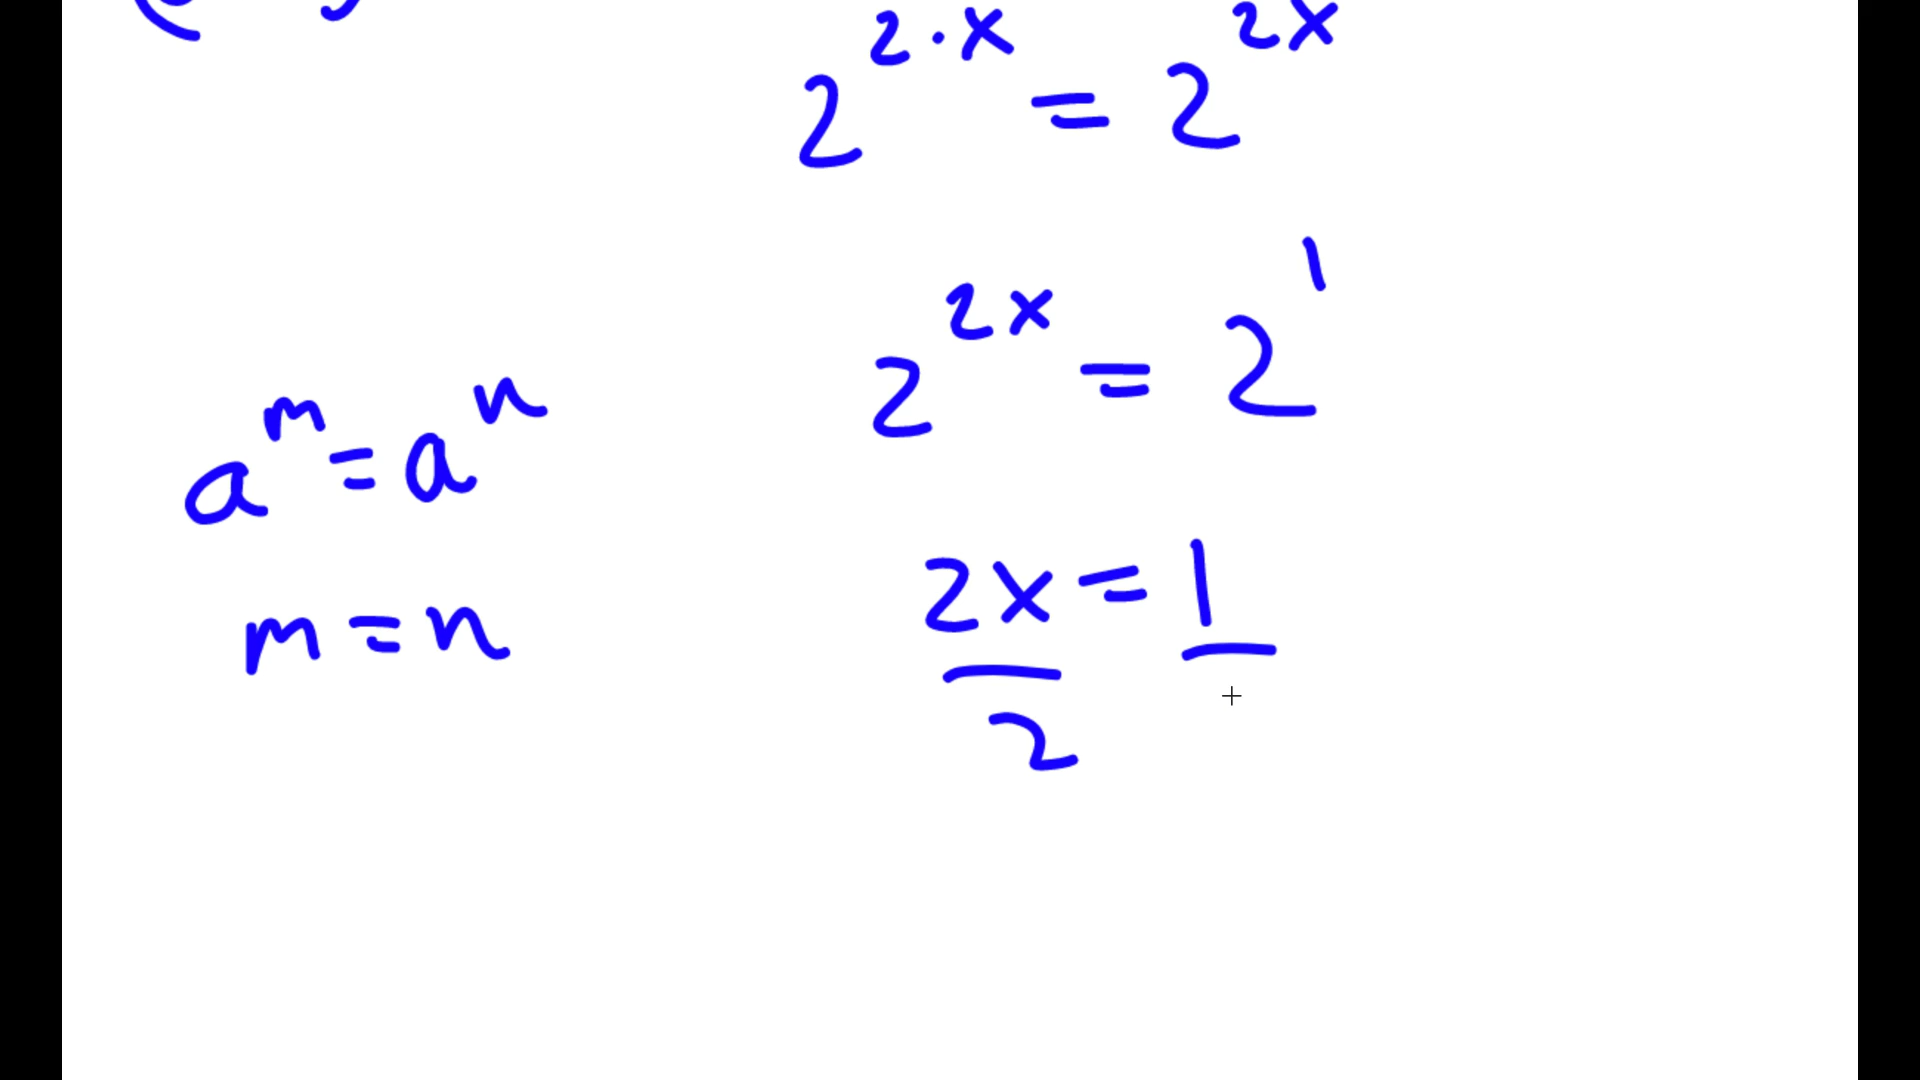 2^{2·x} = 2^{2x}
2^{2x} = 2^1
a^m = a^n
2x = 1
m = n
2